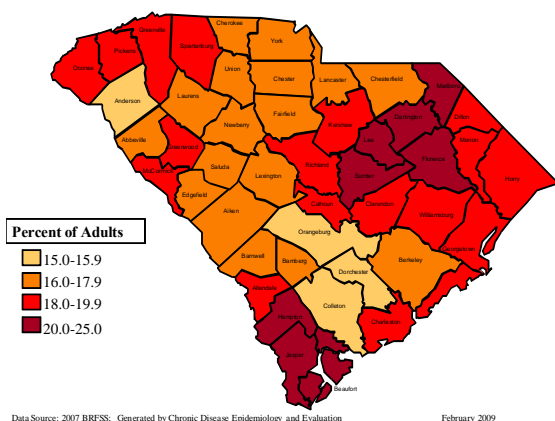 Cherokee
Greenville
Spartanburg
York
Pickens
Oconee
Union
Chester
Lancaster
Chesterfield
Marlboro
Anderson
Laurens
Darlington
Dillon
Fairfield
Kershaw
Newberry
Lee
Marion
Abbeville
Greenwood
Florence
Saluda
Richland
Horry
McCormick
Lexington
Sumter
Edgefield
Calhoun
Clarendon
Williamsburg
Aiken
Orangeburg
Georgetown
Barnwell
Bamberg
Berkeley
Dorchester
Allendale
Colleton
Hampton
Charleston
Jasper
Beaufort
Percent of Adults
15.0-15.9
16.0-17.9
18.0-19.9
20.0-25.0
Data Source: 2007 BRFSS; Generated by Chronic Disease Epidemiology and Evaluation February 2009